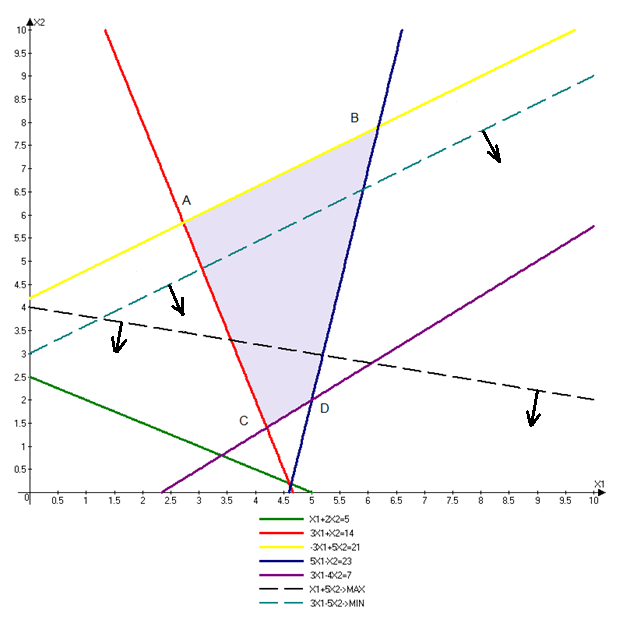 X2
10
9.5
9
8.5
8
7.5
7
6.5
6
5.5
5
4.5
4
3.5
3
2.5
2
1.5
1
0.5
A
B
C
D
X1
0 0.5 1 1.5 2 2.5 3 3.5 4 4.5 5 5.5 6 6.5 7 7.5 8 8.5 9 9.5 10
X1+2X2=5
3X1+X2=14
-3X1+5X2=21
5X1-X2=23
3X1-4X2=7
X1+5X2->MAX
3X1-5X2->MIN